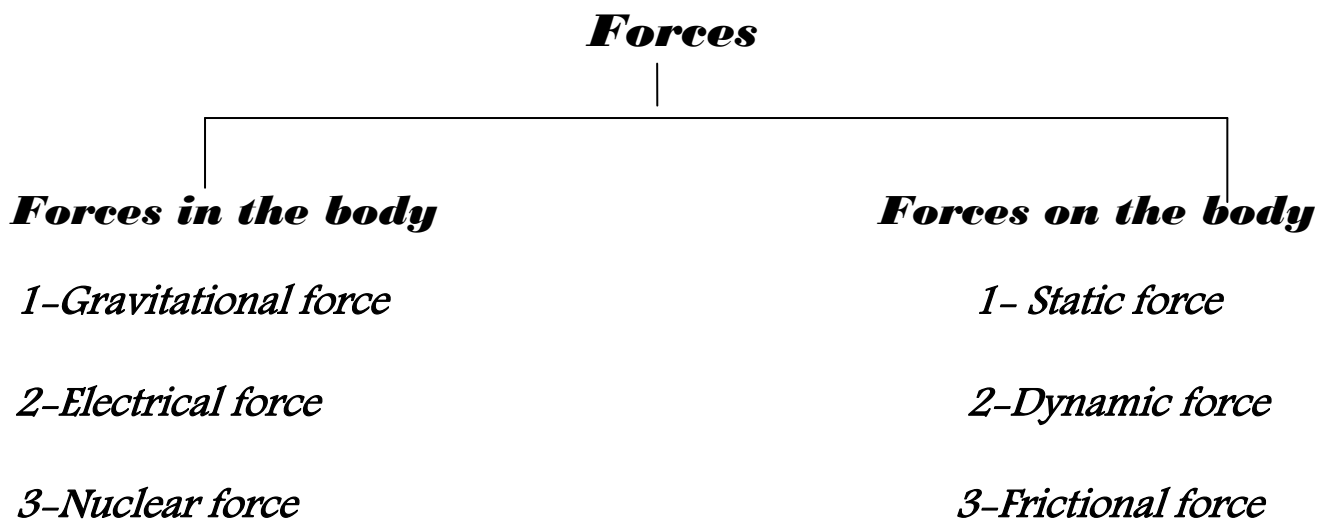 Forces
Forces in the body
Forces on the body
1-Gravitational force
1- Static force
2-Electrical force
2-Dynamic force
3-Nuclear force
3-Frictional force